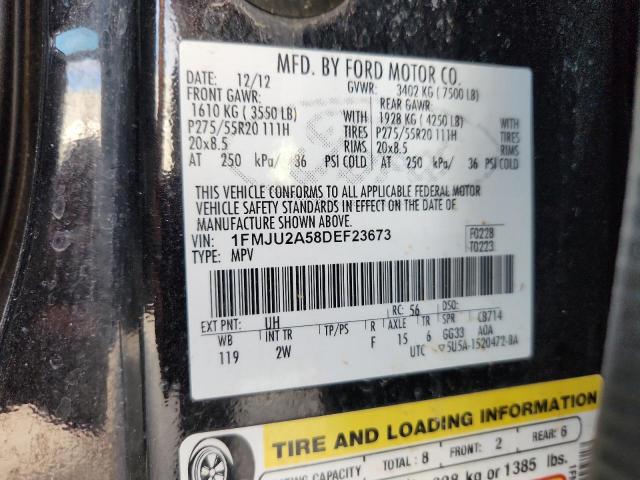 MFD. BY FORD MOTOR CO.
DATE: 12/12 GVWR: 3402 KG ( 7500 LB)
FRONT GAWR: REAR GAWR:
1610 KG ( 3550 LB) 1928 KG ( 4250 LB)
P275/55R20 111H TIRES P275/55R20 111H TIRES
20x8.5 RIMS 20x8.5 RIMS
AT 250 kPa/ 36 PSI COLD AT 250 kPa/ 36 PSI COLD
THIS VEHICLE CONFORMS TO ALL APPLICABLE FEDERAL MOTOR
VEHICLE SAFETY STANDARDS IN EFFECT ON THE DATE OF
MANUFACTURE SHOWN ABOVE.
VIN: 1FMJU2A58DEF23673 F0228
TYPE: MPV T0223
EXT PNT: UH RC: 56 DSO:
WB INT TR TP/PS R AXLE TR SPR CB714
119 2W F 15 6 GG33 AOA
UTC ▽5U5A-1520472-BA
TIRE AND LOADING INFORMATION
CAPACITY TOTAL: 8 FRONT: 2 REAR: 6
kg or 1385 lbs.